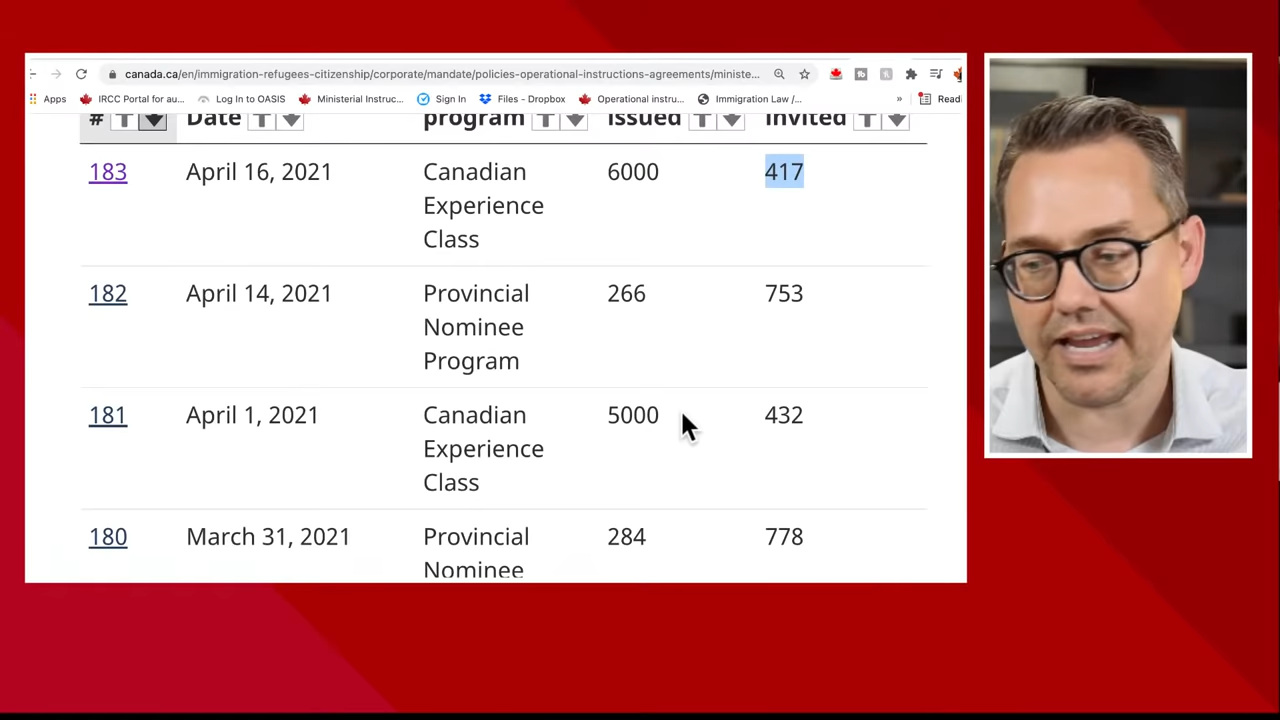 canada.ca/en/immigration-refugees-citizenship/corporate/mandate/policies-operational-instructions-agreements/ministe...
Apps IRCC Portal for au... Log In to OASIS Ministerial Instruc... Sign In Files - Dropbox Operational instru... Immigration Law /... » Readi
# Date program issued invited
183 April 16, 2021 Canadian 6000 417
Experience
Class
182 April 14, 2021 Provincial 266 753
Nominee
Program
181 April 1, 2021 Canadian 5000 432
Experience
Class
180 March 31, 2021 Provincial 284 778
Nominee